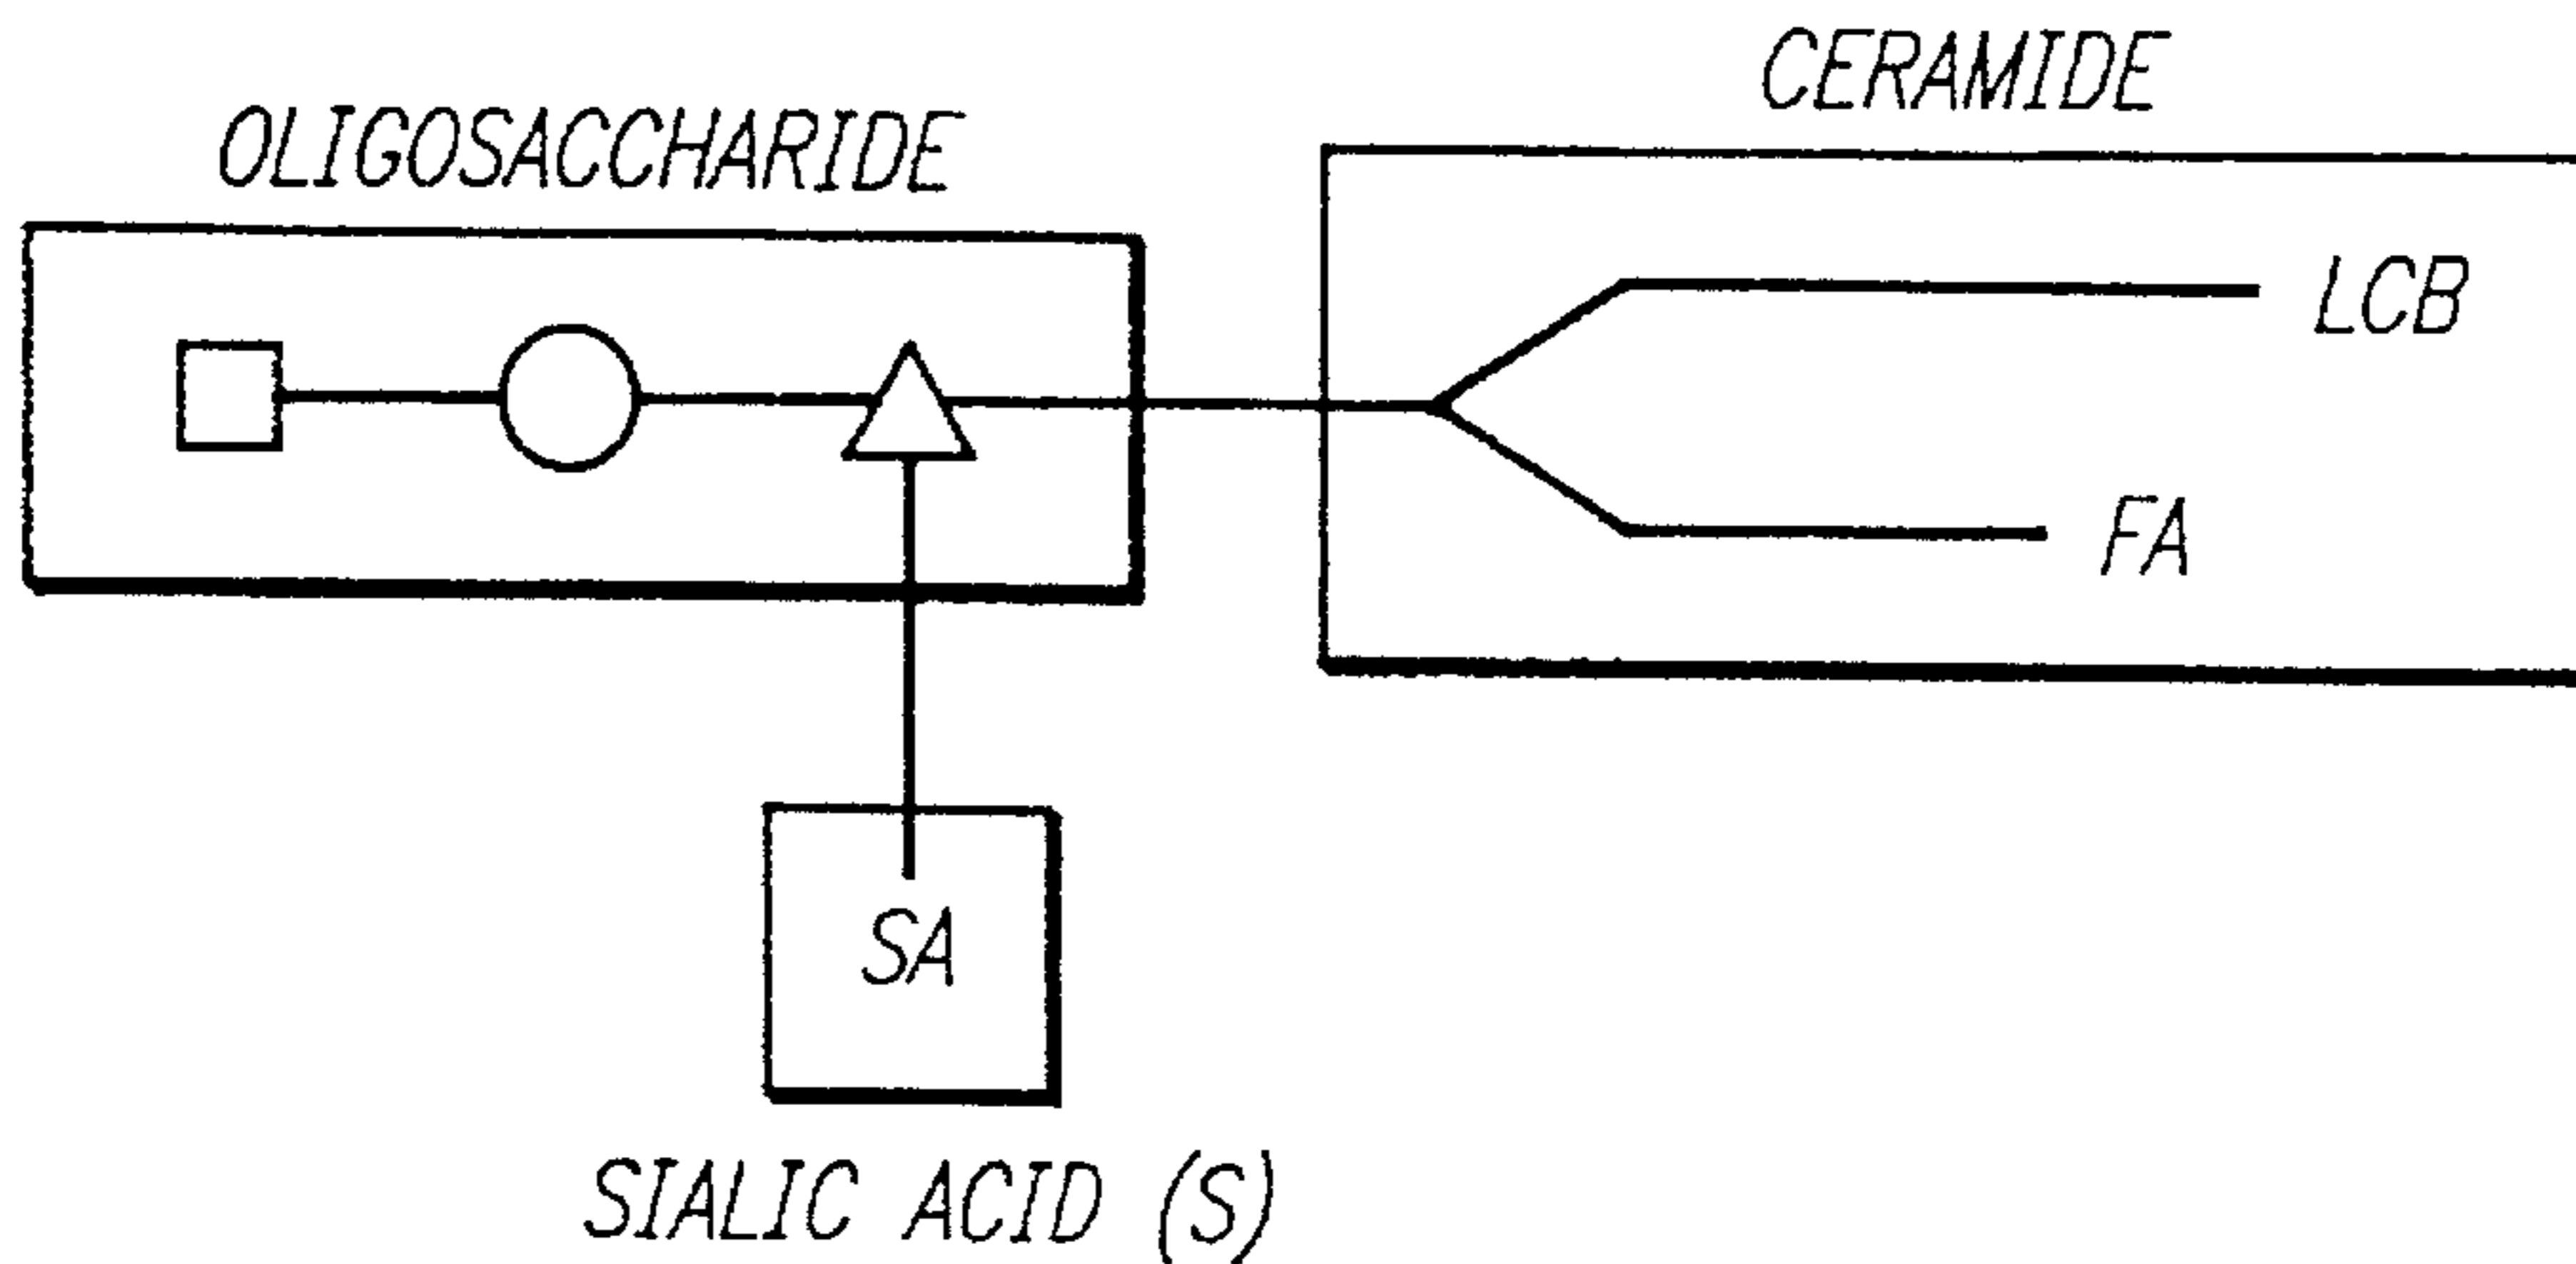 CERAMIDE
OLIGOSACCHARIDE
LCB
FA
SA
SIALIC ACID (S)